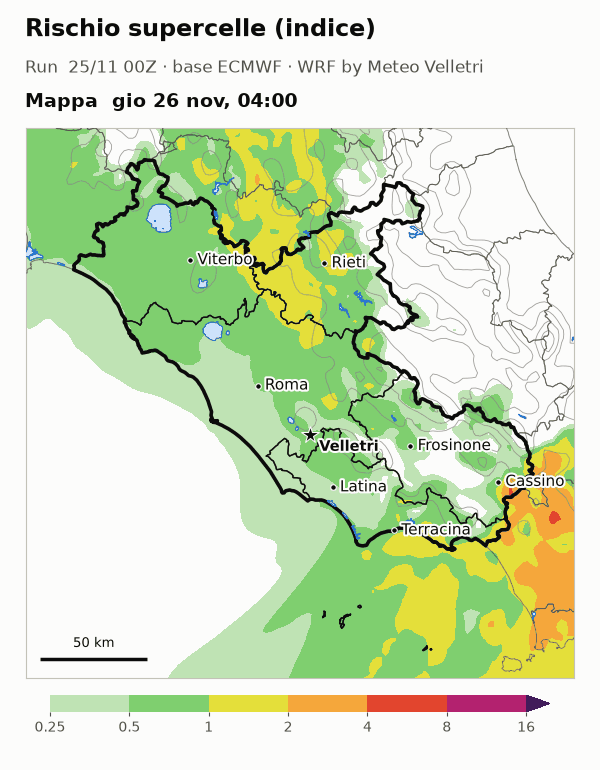 Rischio supercelle (indice)
Run  25/11 00Z · base ECMWF · WRF by Meteo Velletri
Mappa  gio 26 nov, 04:00
Viterbo
Rieti
Roma
Velletri
Frosinone
Cassino
Latina
Terracina
50 km
0.25 0.5 1 2 4 8 16